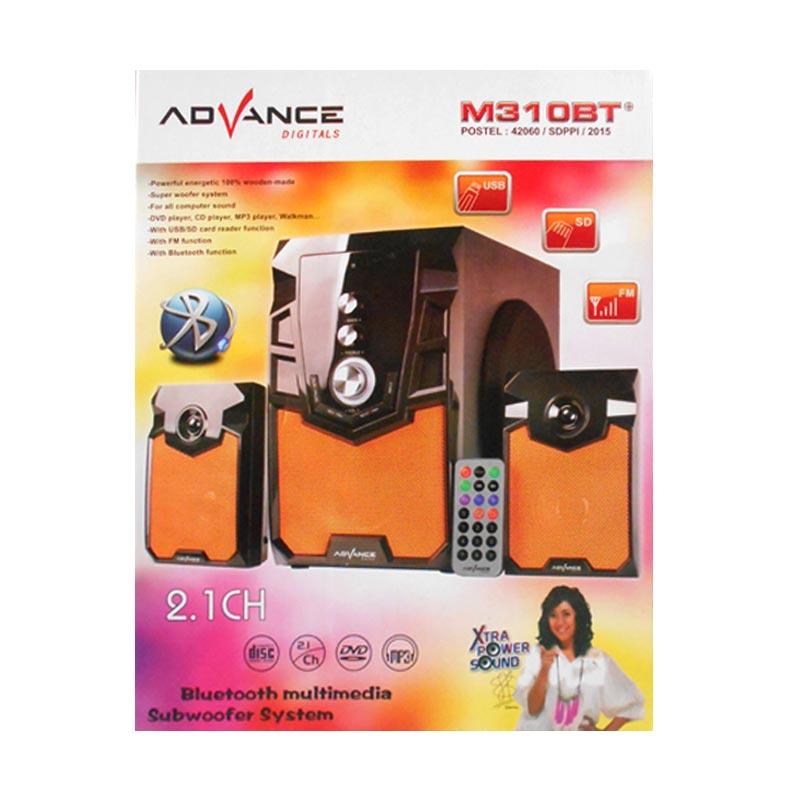 ADVANCE
DIGITALS
M310BT
POSTEL : 42060 / SDPPI / 2015
-Powerful energetic 100% wooden-made
-Super woofer system
-For all computer sound
-DVD player, CD player, MP3 player, Walkman...
-With USB/SD card reader function
-With FM function
-With Bluetooth function
USB
SD
FM
ADVANCE
ADVANCE
2.1CH
disc
2.1
Ch
DVD
MP3
XTRA
POWER
SOUND
Bluetooth multimedia
Subwoofer System